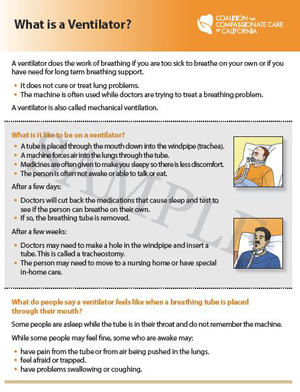 What is a Ventilator?
COALITION FOR
COMPASSIONATE CARE
OF CALIFORNIA
A ventilator does the work of breathing if you are too sick to breathe on your own or if you
have need for long term breathing support.
• It does not cure or treat lung problems.
• The machine is often used while doctors are trying to treat a breathing problem.
A ventilator is also called mechanical ventilation.
What is it like to be on a ventilator?
• A tube is placed through the mouth down into the windpipe (trachea).
• A machine forces air into the lungs through the tube.
• Medicines are often given to make you sleepy so there is less discomfort.
• The person is often not awake or able to talk or eat.
After a few days:
• Doctors will cut back the medications that cause sleep and test to
see if the person can breathe on their own.
• If so, the breathing tube is removed.
After a few weeks:
• Doctors may need to make a hole in the windpipe and insert a
tube. This is called a tracheostomy.
• The person may need to move to a nursing home or have special
in-home care.
What do people say a ventilator feels like when a breathing tube is placed
through their mouth?
Some people are asleep while the tube is in their throat and do not remember the machine.
While some people may feel fine, some who are awake may:
• have pain from the tube or from air being pushed in the lungs.
• feel afraid or trapped.
• have problems swallowing or coughing.
SAMPLE